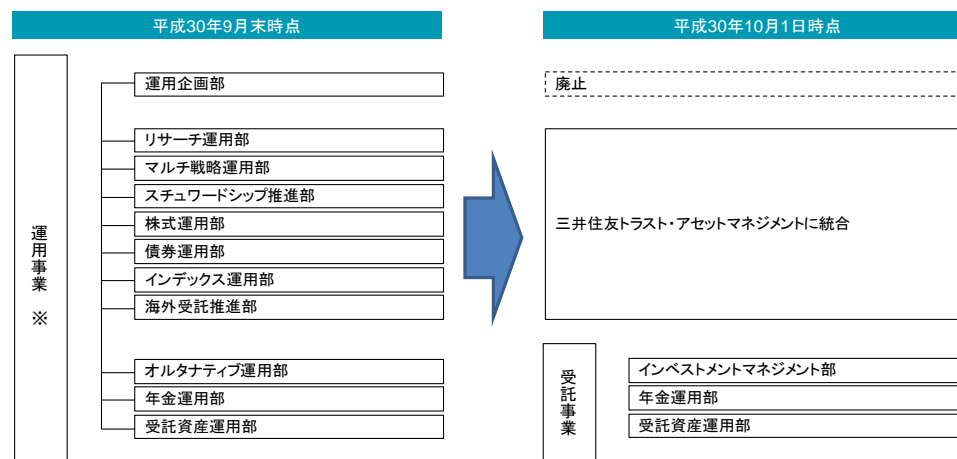 平成30年9月末時点
平成30年10月1日時点
運用事業 ※
運用企画部
リサーチ運用部
マルチ戦略運用部
スチュワードシップ推進部
株式運用部
債券運用部
インデックス運用部
海外受託推進部
オルタナティブ運用部
年金運用部
受託資産運用部
廃止
三井住友トラスト・アセットマネジメントに統合
受託事業
インベストメントマネジメント部
年金運用部
受託資産運用部